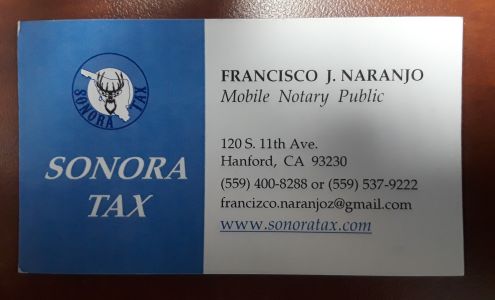 SONORA TAX
SONORA
TAX
FRANCISCO J. NARANJO
Mobile Notary Public
120 S. 11th Ave.
Hanford, CA 93230
(559) 400-8288 or (559) 537-9222
francizco.naranjoz@gmail.com
www.sonoratax.com